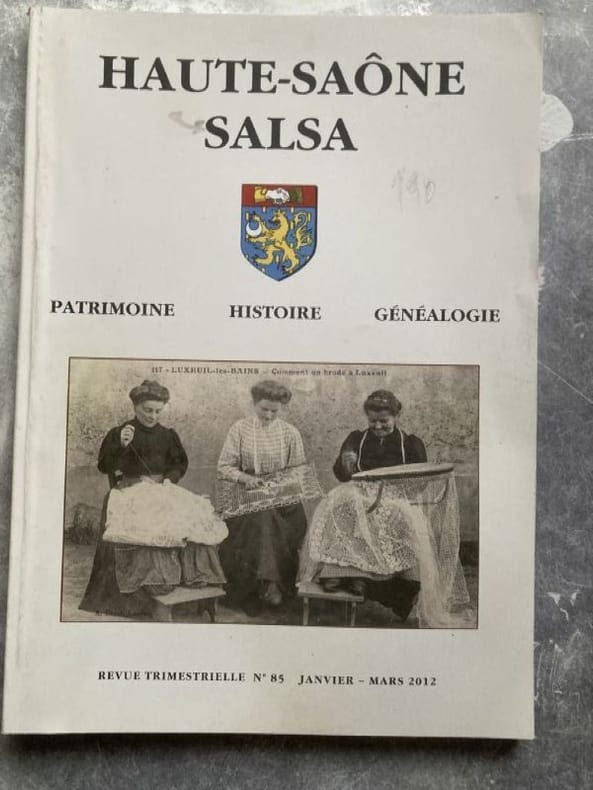 HAUTE-SAÔNE
SALSA
PATRIMOINE HISTOIRE GÉNÉALOGIE
117 - LUXEUIL-les-BAINS - Comment on brode à Luxeuil
REVUE TRIMESTRIELLE N° 85 JANVIER – MARS 2012